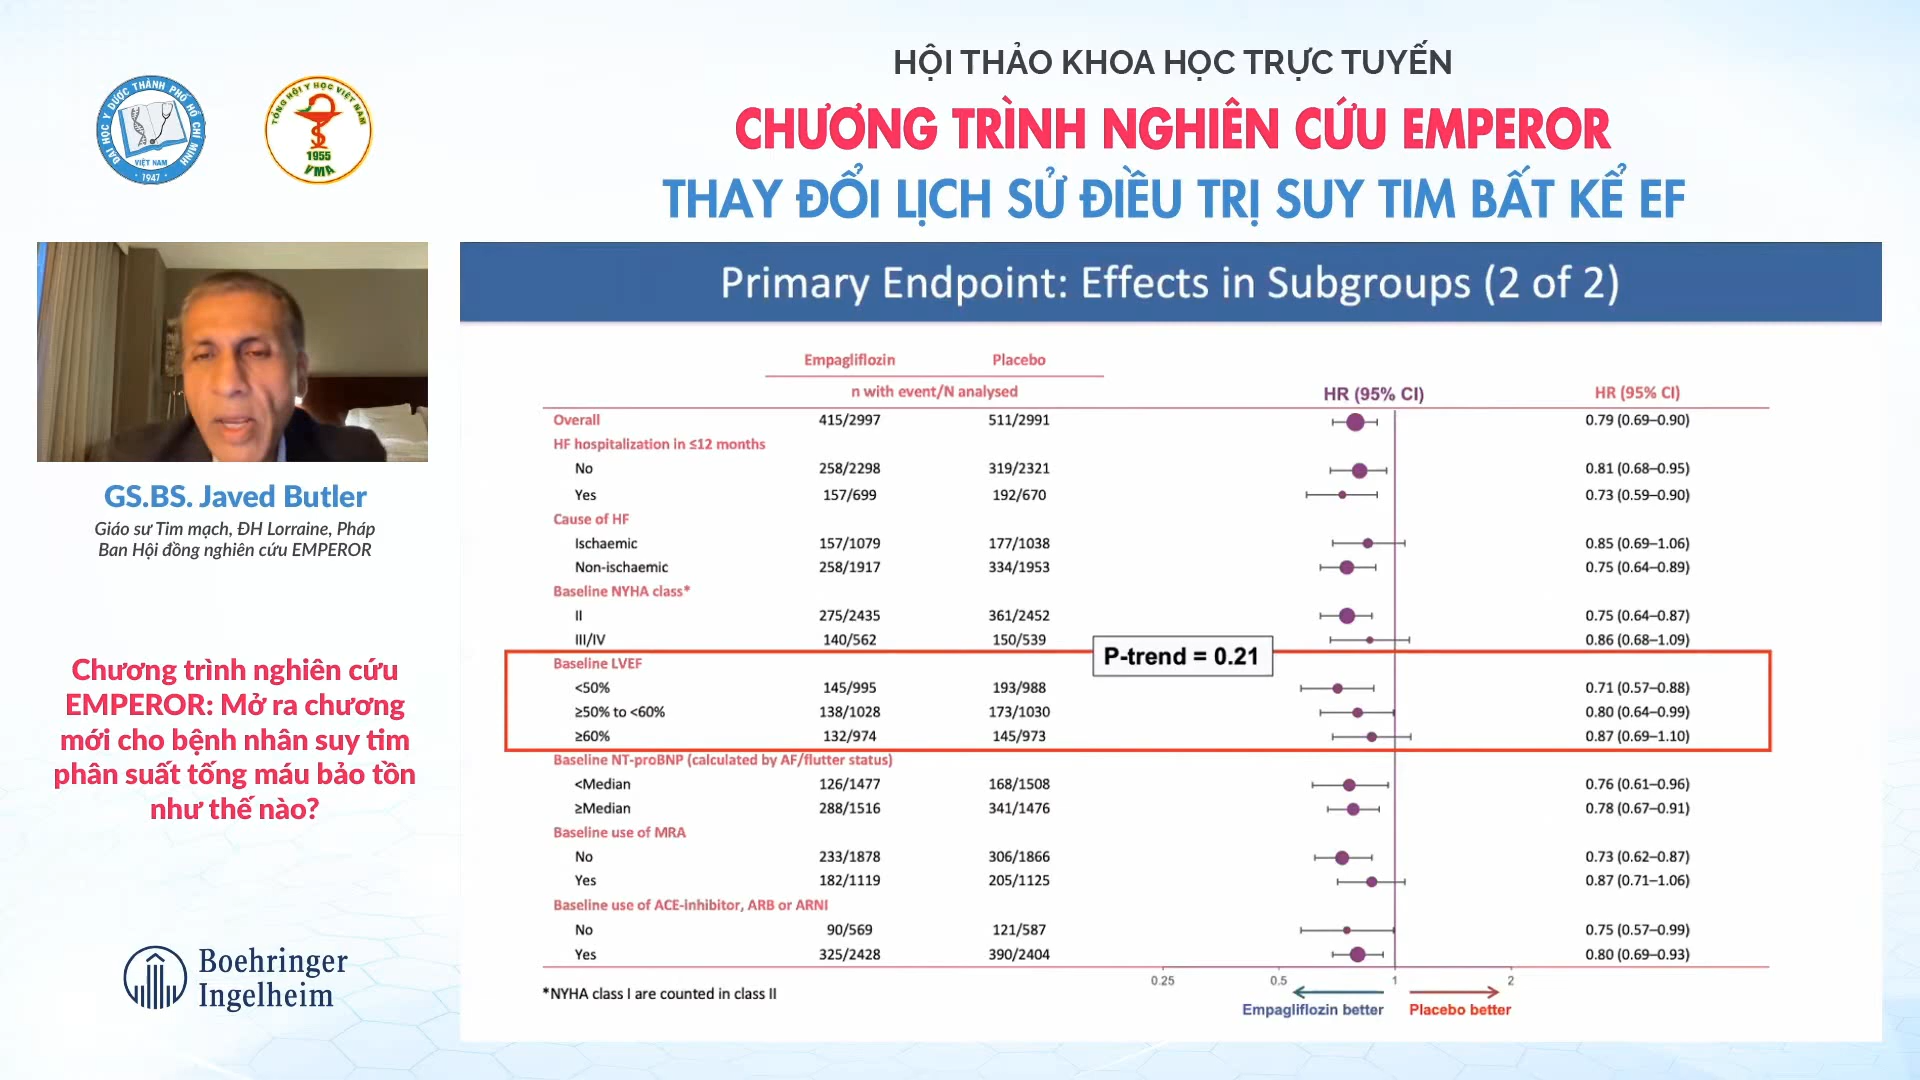 ĐẠI HỌC Y DƯỢC THÀNH PHỐ HỒ CHÍ MINH
VIỆT NAM
• 1947 •
TỔNG HỘI Y HỌC VIỆT NAM
1955
VMA
HỘI THẢO KHOA HỌC TRỰC TUYẾN
CHƯƠNG TRÌNH NGHIÊN CỨU EMPEROR
THAY ĐỔI LỊCH SỬ ĐIỀU TRỊ SUY TIM BẤT KỂ EF
GS.BS. Javed Butler
Giáo sư Tim mạch, ĐH Lorraine, Pháp
Ban Hội đồng nghiên cứu EMPEROR
Chương trình nghiên cứu
EMPEROR: Mở ra chương
mới cho bệnh nhân suy tim
phân suất tống máu bảo tồn
như thế nào?
Boehringer
Ingelheim
Primary Endpoint: Effects in Subgroups (2 of 2)
Empagliflozin Placebo
n with event/N analysed HR (95% CI) HR (95% CI)
Overall 415/2997 511/2991 0.79 (0.69–0.90)
HF hospitalization in ≤12 months
No 258/2298 319/2321 0.81 (0.68–0.95)
Yes 157/699 192/670 0.73 (0.59–0.90)
Cause of HF
Ischaemic 157/1079 177/1038 0.85 (0.69–1.06)
Non-ischaemic 258/1917 334/1953 0.75 (0.64–0.89)
Baseline NYHA class*
II 275/2435 361/2452 0.75 (0.64–0.87)
III/IV 140/562 150/539 0.86 (0.68–1.09)
P-trend = 0.21
Baseline LVEF
<50% 145/995 193/988 0.71 (0.57–0.88)
≥50% to <60% 138/1028 173/1030 0.80 (0.64–0.99)
≥60% 132/974 145/973 0.87 (0.69–1.10)
Baseline NT-proBNP (calculated by AF/flutter status)
<Median 126/1477 168/1508 0.76 (0.61–0.96)
≥Median 288/1516 341/1476 0.78 (0.67–0.91)
Baseline use of MRA
No 233/1878 306/1866 0.73 (0.62–0.87)
Yes 182/1119 205/1125 0.87 (0.71–1.06)
Baseline use of ACE-inhibitor, ARB or ARNI
No 90/569 121/587 0.75 (0.57–0.99)
Yes 325/2428 390/2404 0.80 (0.69–0.93)
0.25 0.5 1 2
*NYHA class I are counted in class II
Empagliflozin better Placebo better